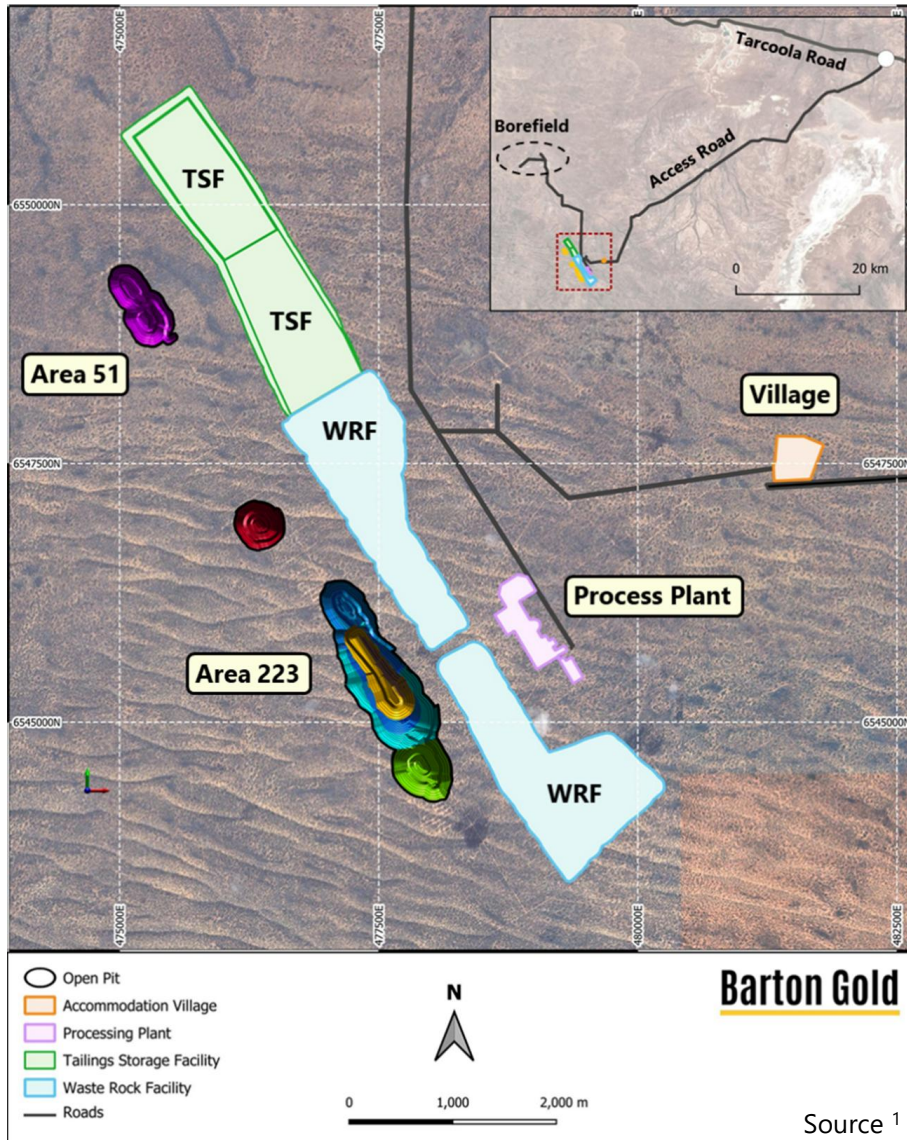 475000E
477500E
Tarcoola Road
Borefield
Access Road
0 20 km
TSF
6550000N
TSF
Area 51
WRF
Village
6547500N
6547500N
Process Plant
Area 223
6545000N
6545000N
WRF
475000E
477500E
480000E
482500E
Open Pit
Accommodation Village
Processing Plant
Tailings Storage Facility
Waste Rock Facility
Roads
N
0 1,000 2,000 m
Barton Gold
Source 1